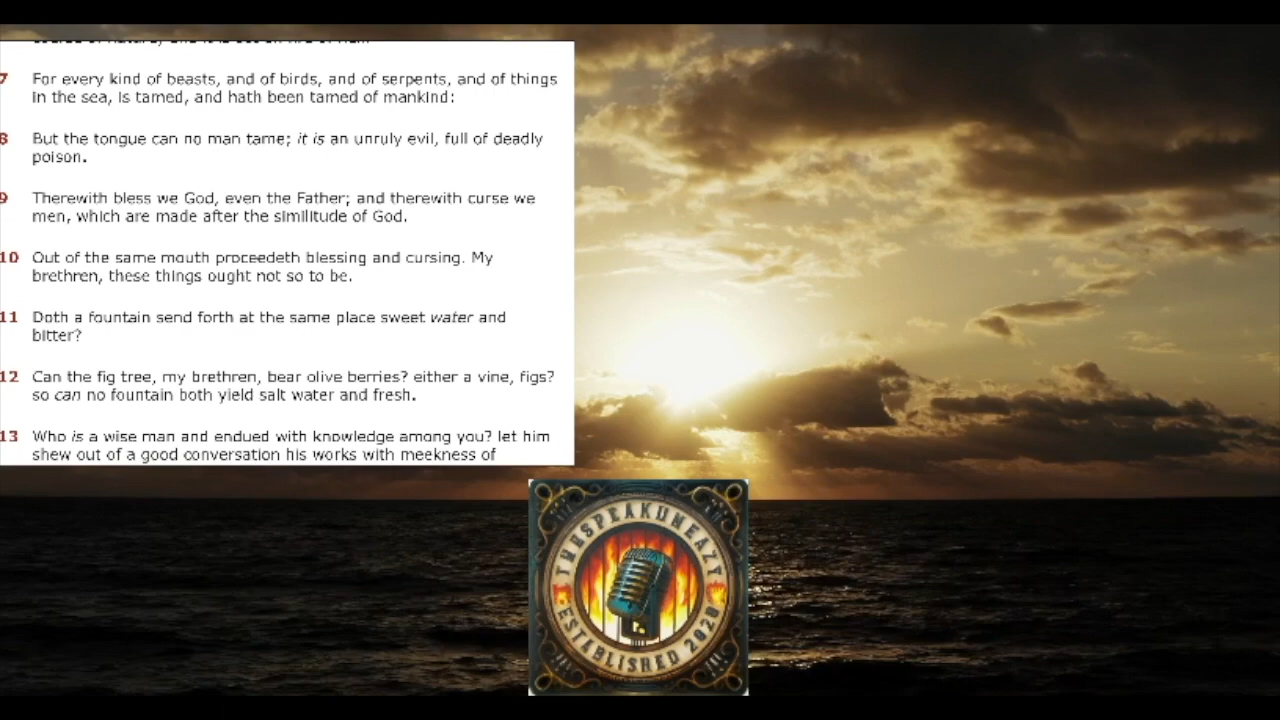 7 For every kind of beasts, and of birds, and of serpents, and of things
in the sea, is tamed, and hath been tamed of mankind:
8 But the tongue can no man tame; it is an unruly evil, full of deadly
poison.
9 Therewith bless we God, even the Father; and therewith curse we
men, which are made after the similitude of God.
10 Out of the same mouth proceedeth blessing and cursing. My
brethren, these things ought not so to be.
11 Doth a fountain send forth at the same place sweet water and
bitter?
12 Can the fig tree, my brethren, bear olive berries? either a vine, figs?
so can no fountain both yield salt water and fresh.
13 Who is a wise man and endued with knowledge among you? let him
shew out of a good conversation his works with meekness of
THESPEAKUNEAZY
ESTABLISHED 2020